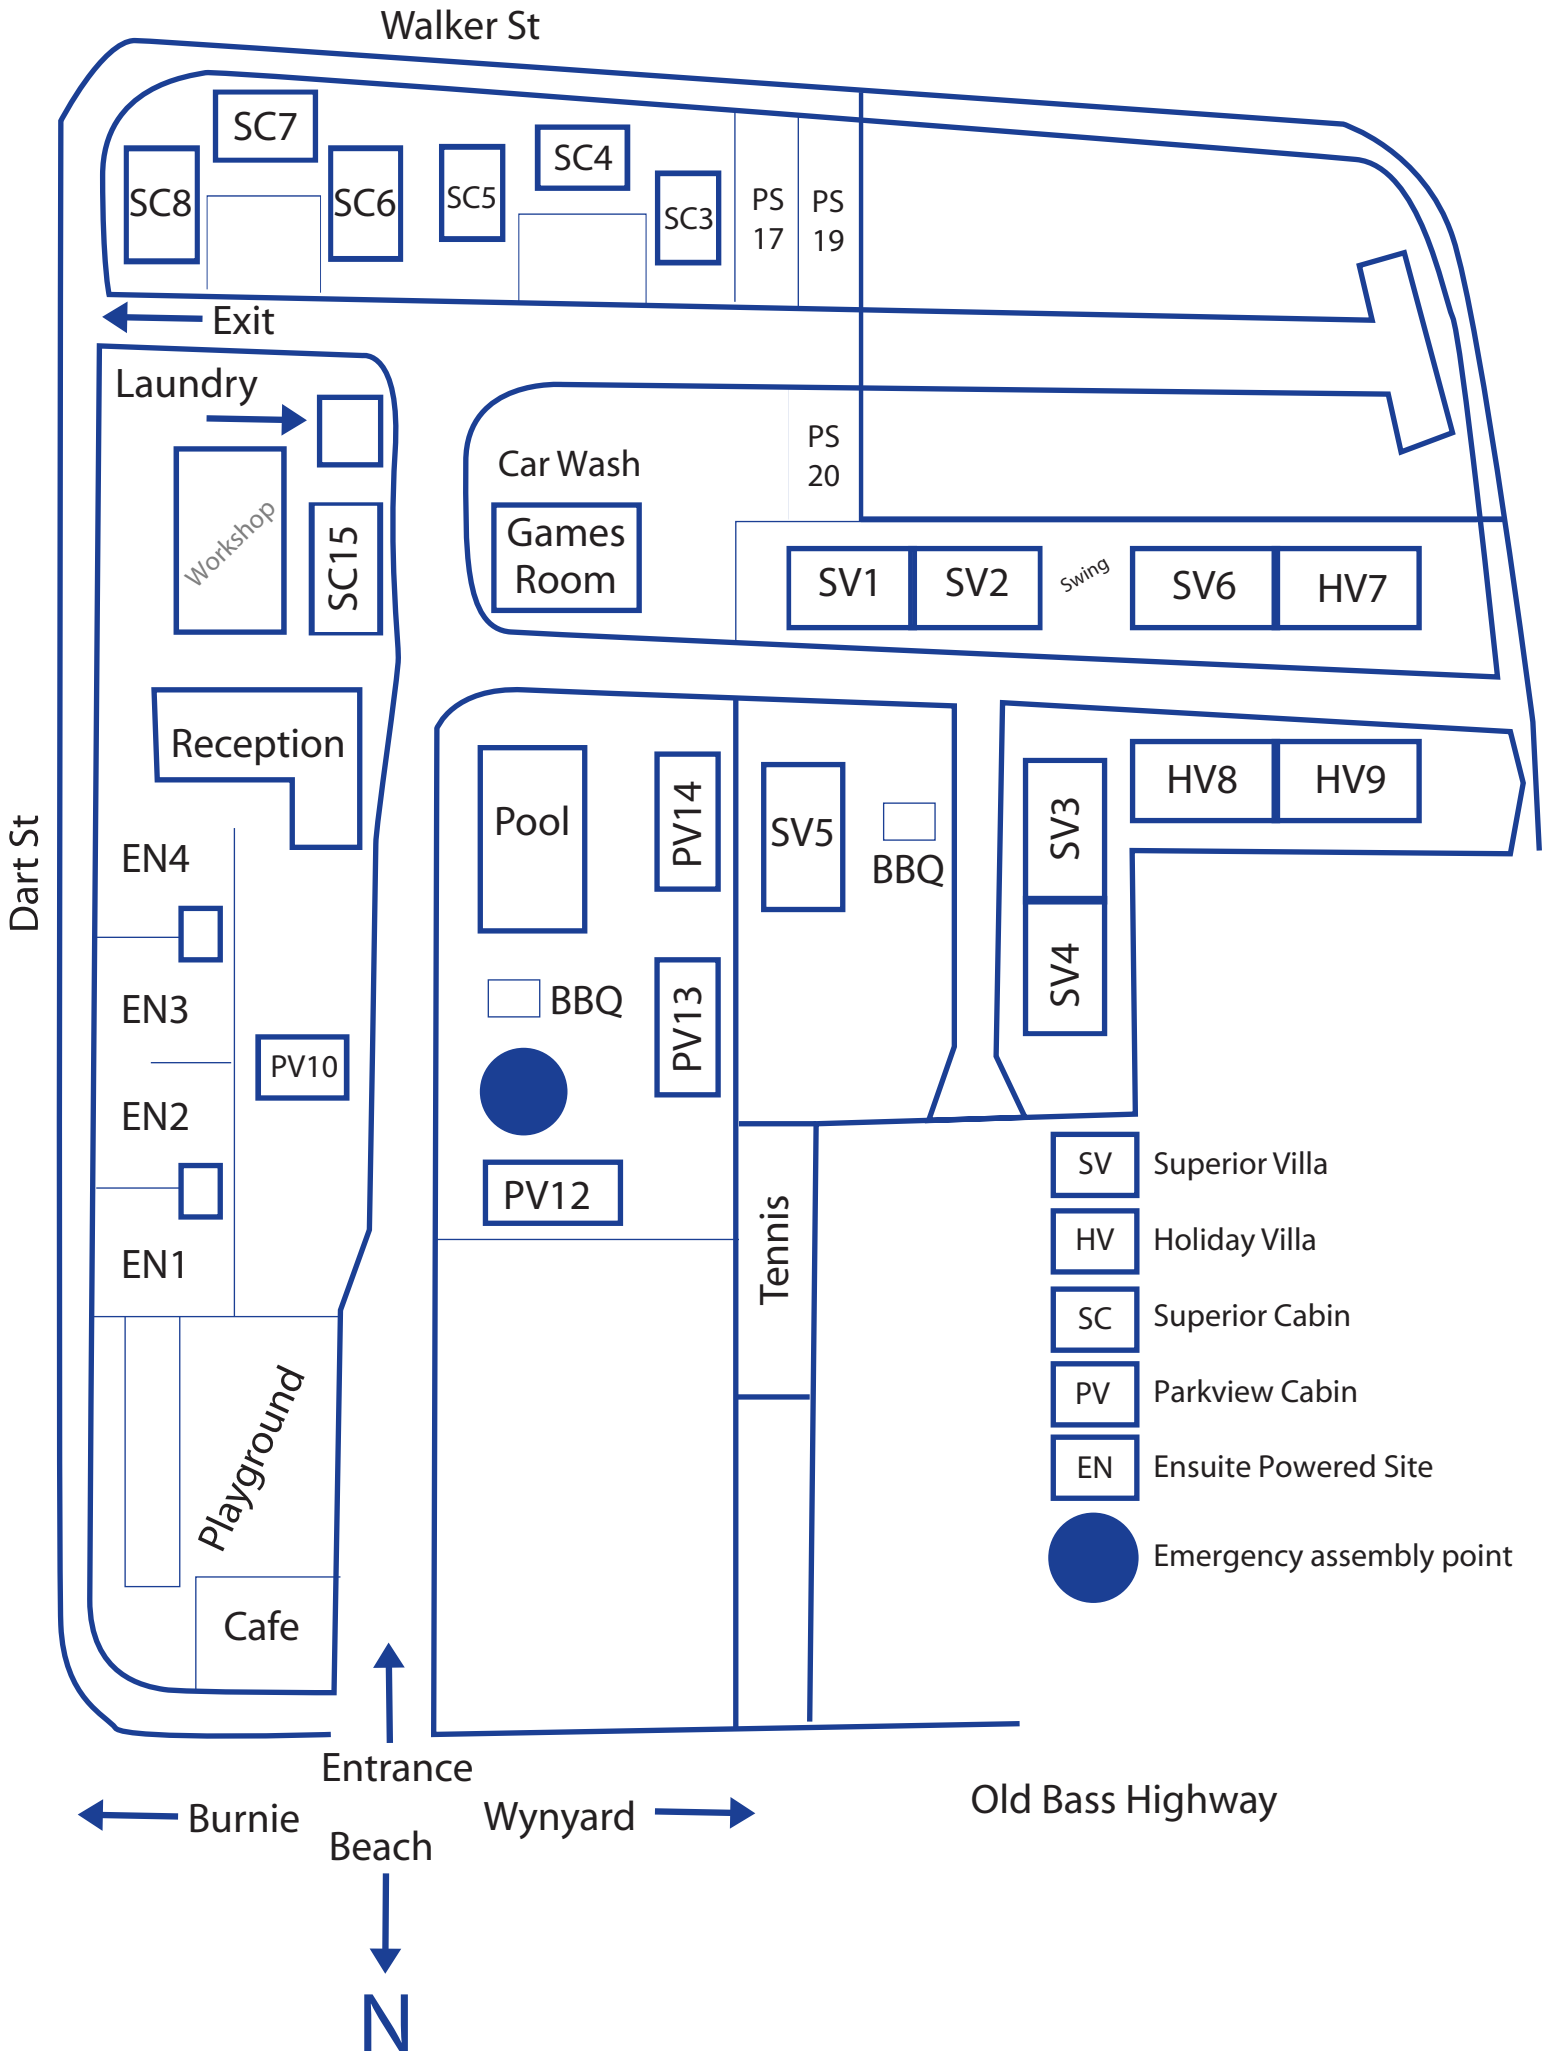 Walker St
SC7
SC8
SC6
SC5
SC4
SC3
PS
17
PS
19
Exit
Laundry
Workshop
SC15
Car Wash
Games
Room
PS
20
SV1
SV2
Swing
SV6
HV7
Reception
Dart St
EN4
EN3
EN2
EN1
PV10
Pool
PV14
BBQ
PV13
PV12
SV5
BBQ
SV3
SV4
HV8
HV9
Tennis
Playground
Cafe
SV
Superior Villa
HV
Holiday Villa
SC
Superior Cabin
PV
Parkview Cabin
EN
Ensuite Powered Site
Emergency assembly point
Entrance
Burnie
Wynyard
Beach
Old Bass Highway
N